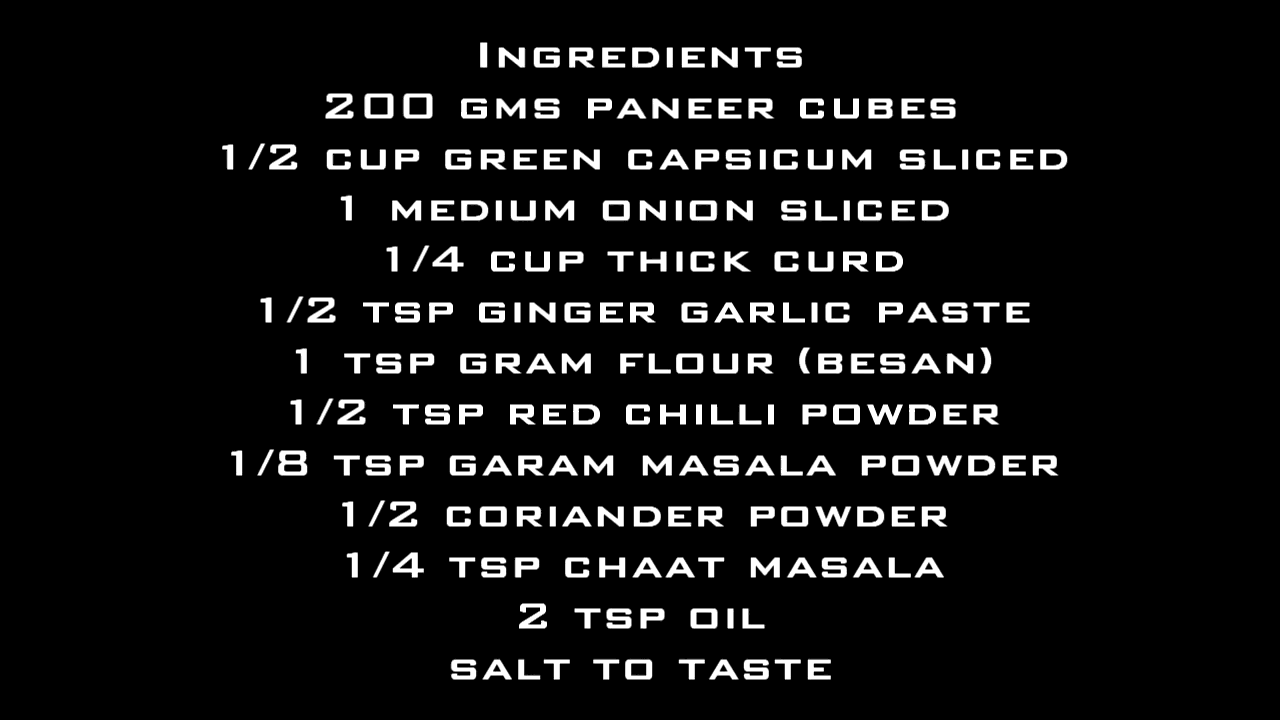 Ingredients
200 gms paneer cubes
1/2 cup green capsicum sliced
1 medium onion sliced
1/4 cup thick curd
1/2 tsp ginger garlic paste
1 tsp gram flour (besan)
1/2 tsp red chilli powder
1/8 tsp garam masala powder
1/2 coriander powder
1/4 tsp chaat masala
2 tsp oil
salt to taste